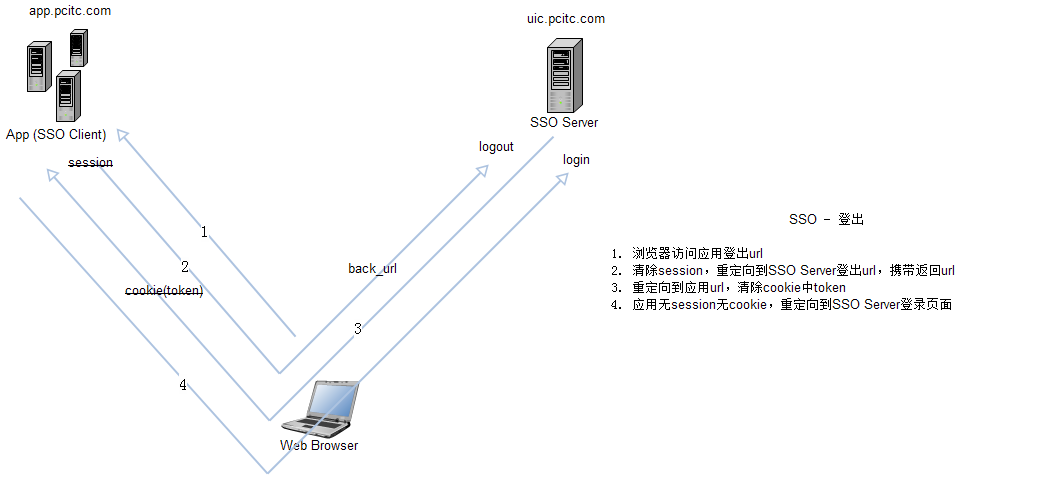 app.pcitc.com
uic.pcitc.com
App (SSO Client)
SSO Server
session
logout
login
1
2
back_url
cookie(token)
3
4
Web Browser
SSO - 登出
1. 浏览器访问应用登出url
2. 清除session，重定向到SSO Server登出url，携带返回url
3. 重定向到应用url，清除cookie中token
4. 应用无session无cookie，重定向到SSO Server登录页面